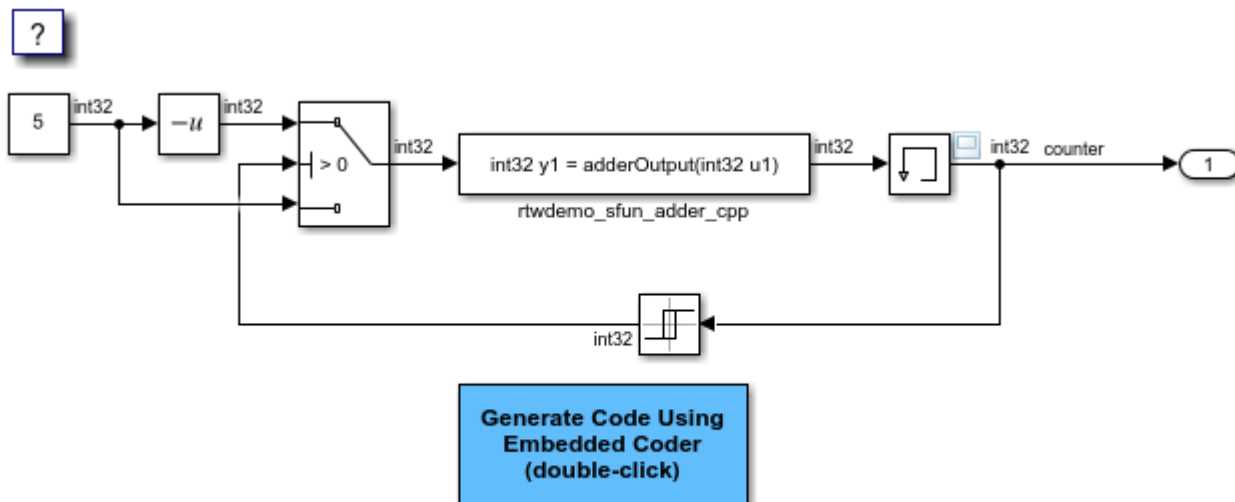 ?
5
int32
−u
int32
> 0
int32
int32 y1 = adderOutput(int32 u1)
rtwdemo_sfun_adder_cpp
int32
int32 counter
1
int32
Generate Code Using
Embedded Coder
(double-click)